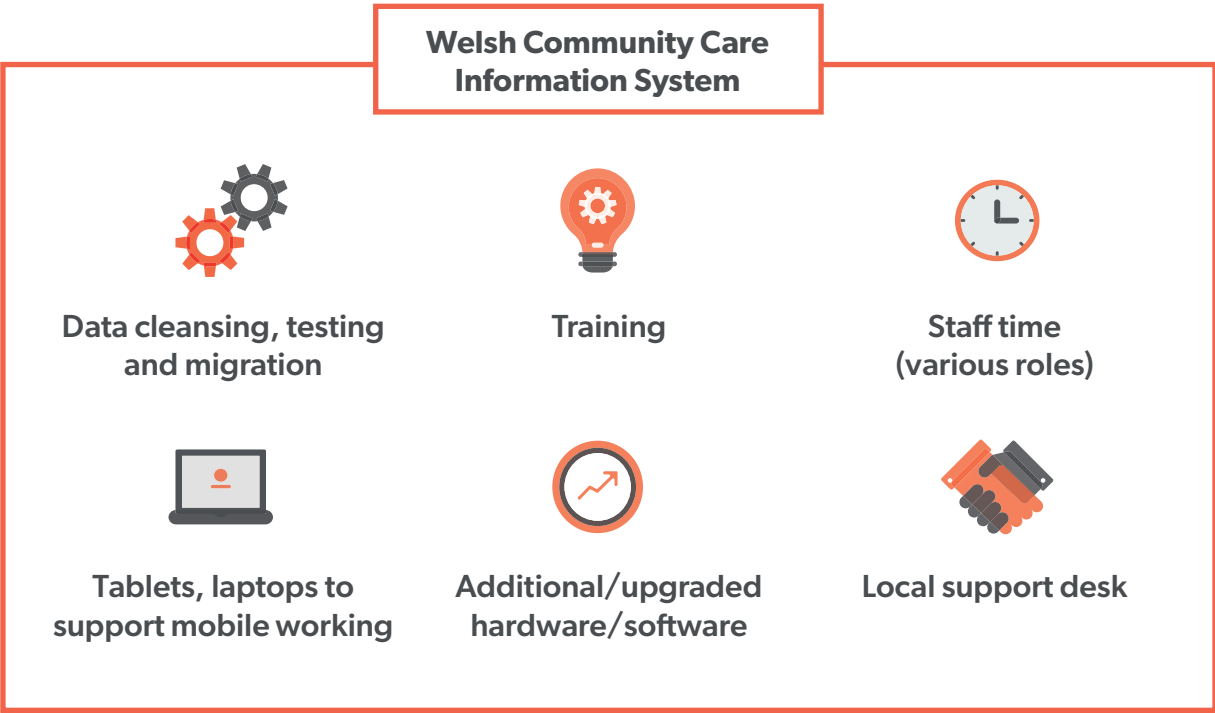 Welsh Community Care
Information System
Data cleansing, testing
and migration
Training
Staff time
(various roles)
Tablets, laptops to
support mobile working
Additional/upgraded
hardware/software
Local support desk